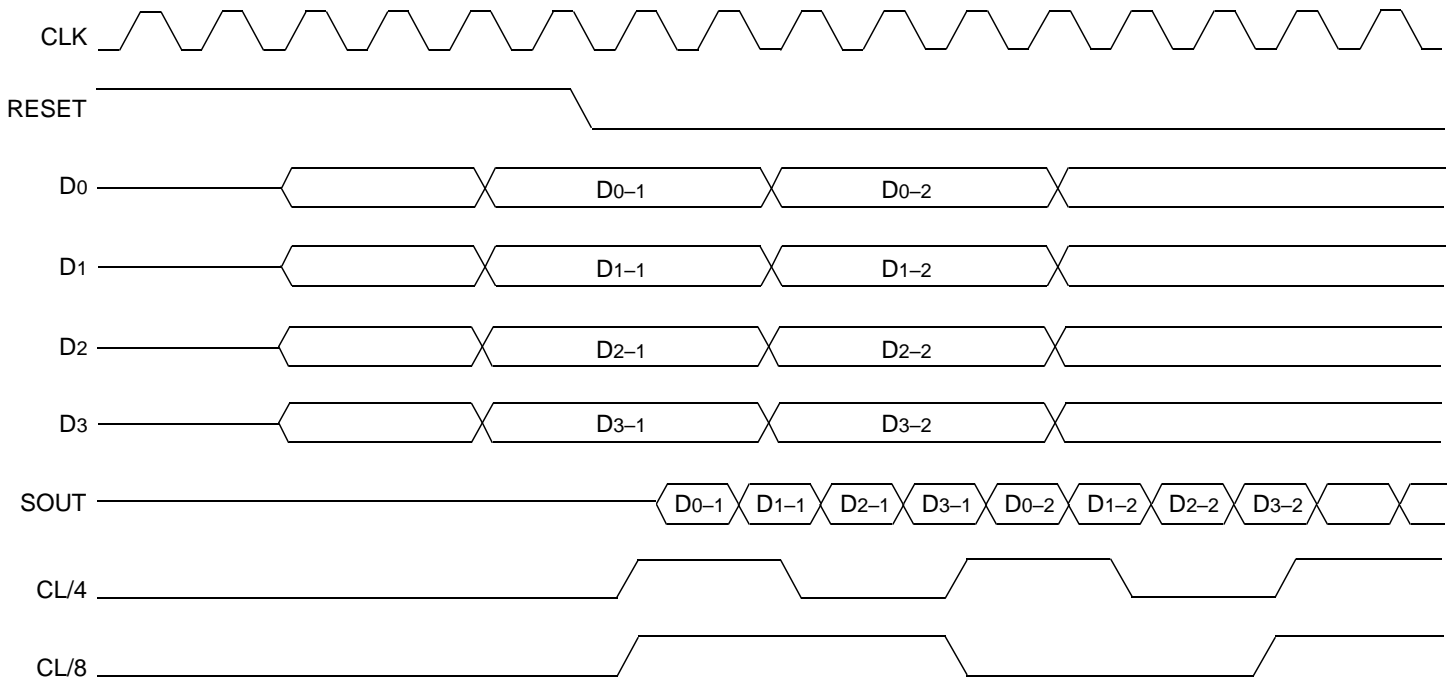 CLK
RESET
D0 D0–1 D0–2
D1 D1–1 D1–2
D2 D2–1 D2–2
D3 D3–1 D3–2
SOUT D0–1 D1–1 D2–1 D3–1 D0–2 D1–2 D2–2 D3–2
CL/4
CL/8